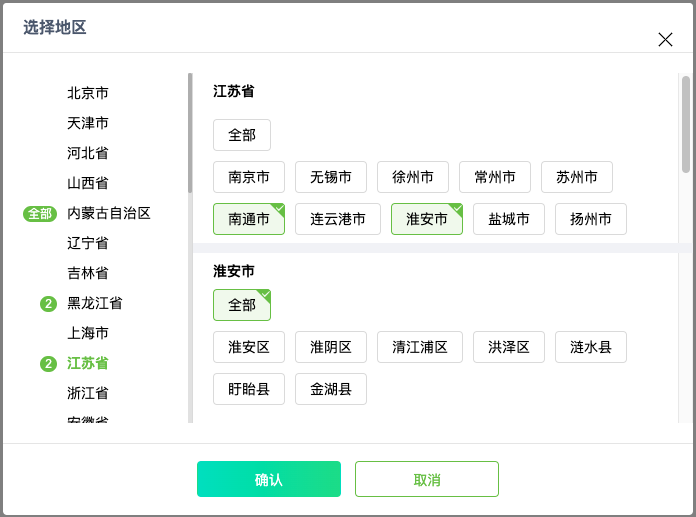 选择地区
北京市
天津市
河北省
山西省
全部 内蒙古自治区
辽宁省
吉林省
2 黑龙江省
上海市
2 江苏省
浙江省
安徽省
江苏省
全部
南京市 无锡市 徐州市 常州市 苏州市
南通市 连云港市 淮安市 盐城市 扬州市
淮安市
全部
淮安区 淮阴区 清江浦区 洪泽区 涟水县
盱眙县 金湖县
确认 取消